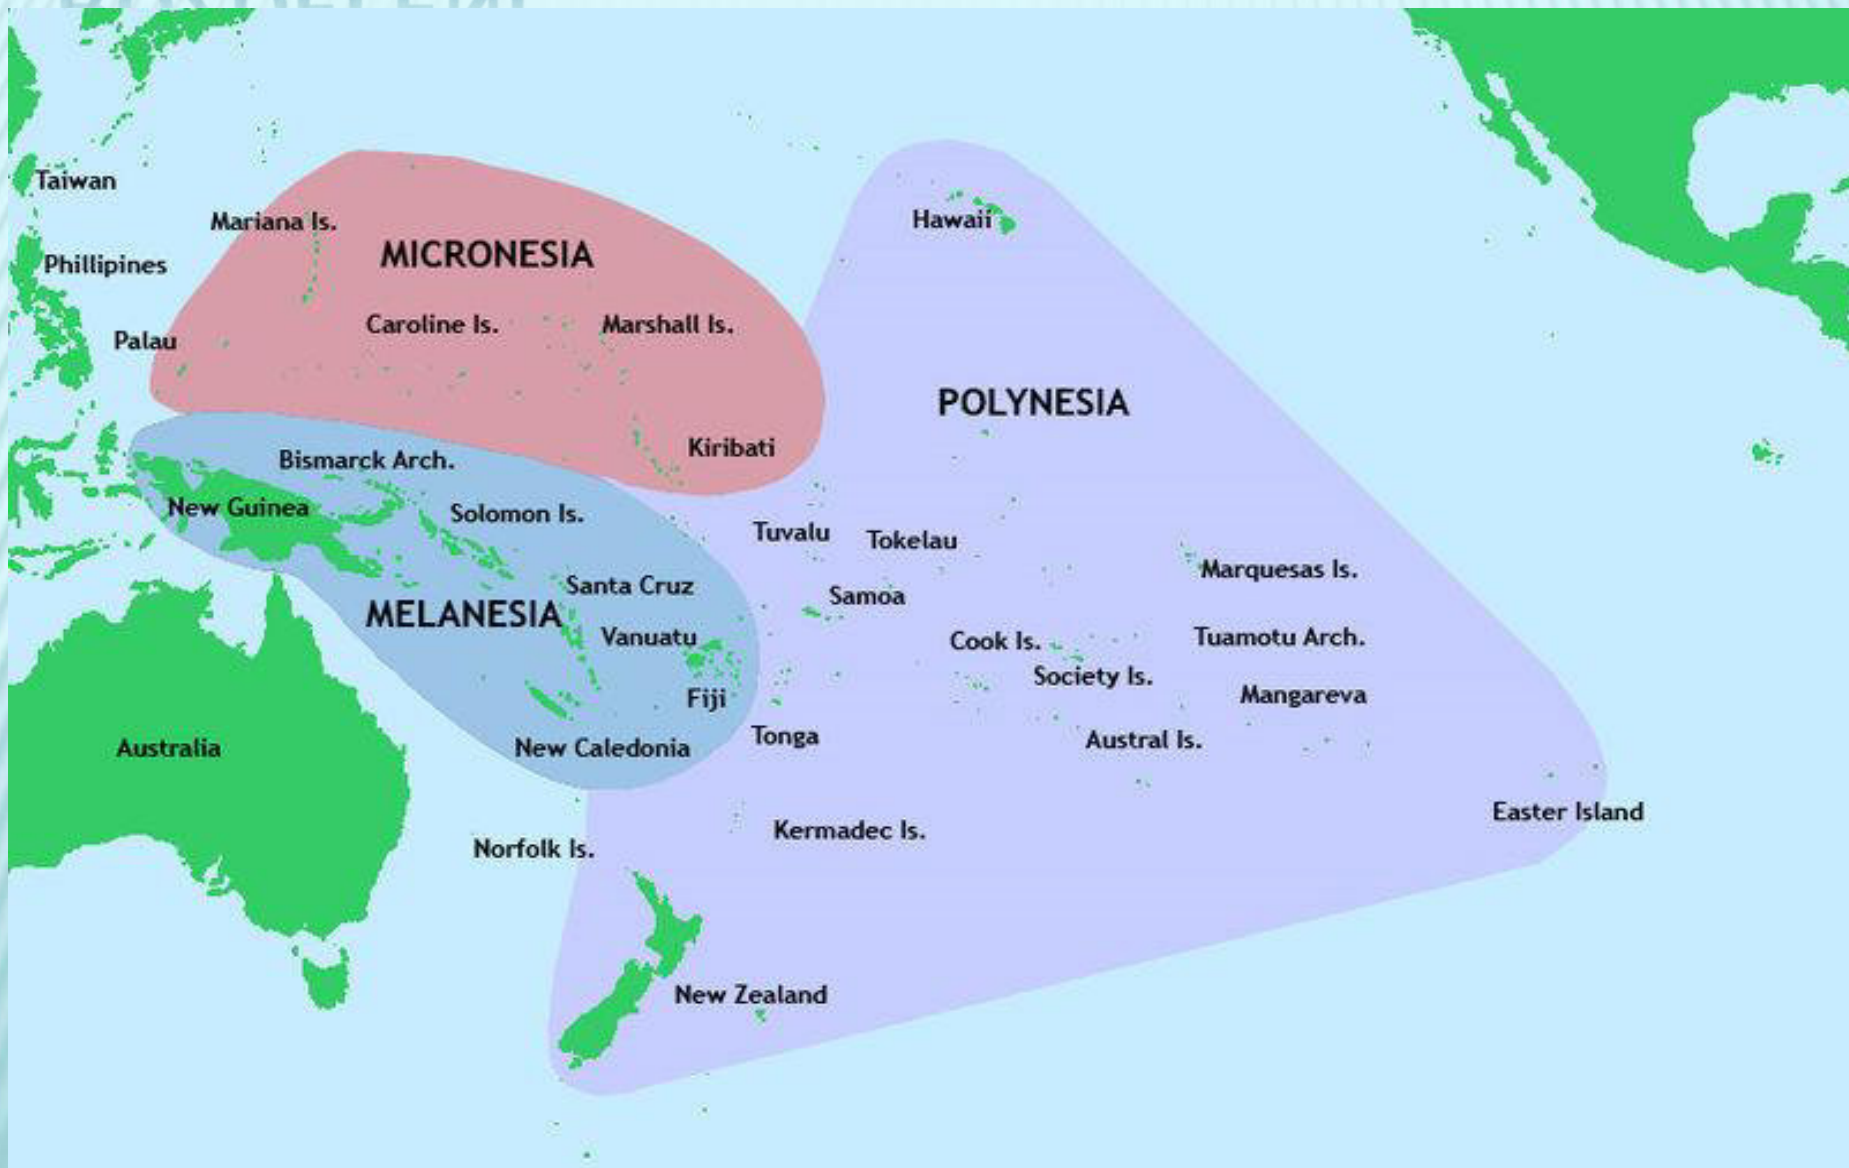 Taiwan
Mariana Is.
Hawaii
MICRONESIA
Phillipines
Caroline Is.
Marshall Is.
Palau
POLYNESIA
Kiribati
Bismarck Arch.
New Guinea
Solomon Is.
Tuvalu
Tokelau
Marquesas Is.
Santa Cruz
Samoa
MELANESIA
Vanuatu
Cook Is.
Tuamotu Arch.
Society Is.
Fiji
Mangareva
Tonga
Austral Is.
Australia
New Caledonia
Easter Island
Kermadec Is.
Norfolk Is.
New Zealand